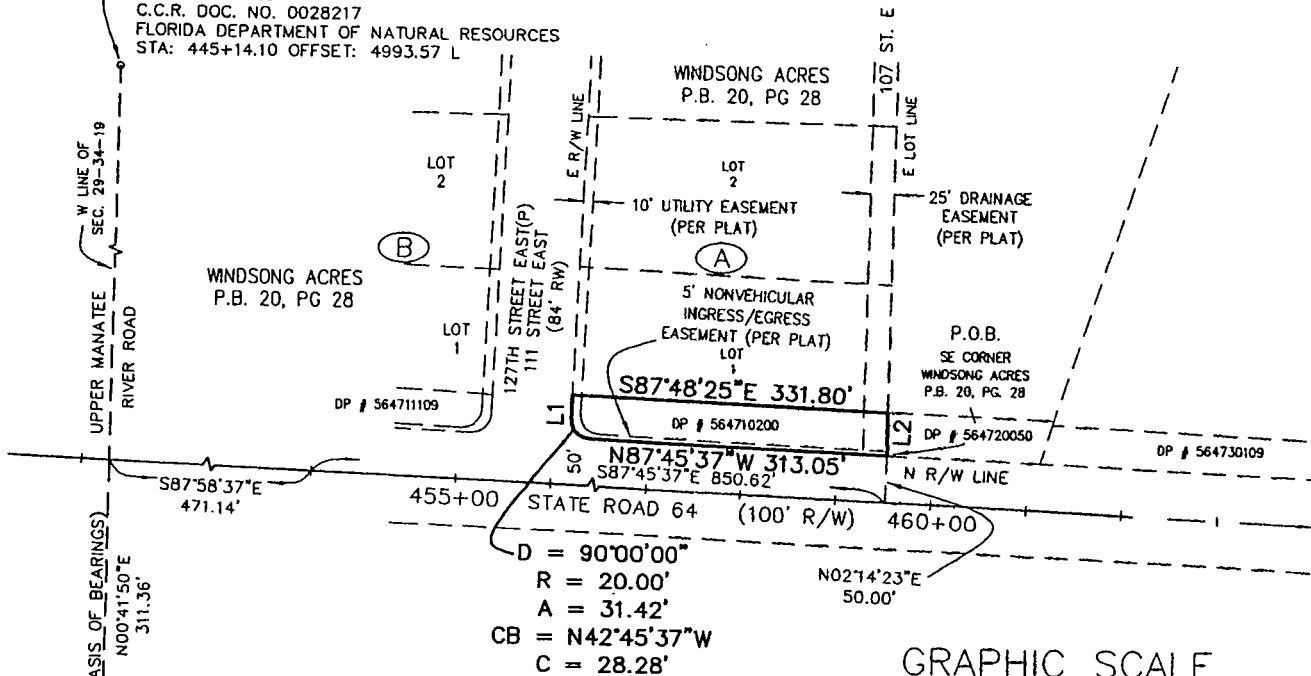 C.C.R. DOC. NO. 0028217
FLORIDA DEPARTMENT OF NATURAL RESOURCES
STA: 445+14.10 OFFSET: 4993.57 L
W LINE OF
SEC. 29-34-19
UPPER MANATEE
RIVER ROAD
WINDSONG ACRES
P.B. 20, PG 28
B
LOT
2
LOT
1
DP # 564711109
127TH STREET EAST(P)
111 STREET EAST
(84' RW)
E R/W LINE
WINDSONG ACRES
P.B. 20, PG 28
107 ST. E
E LOT LINE
LOT
2
10' UTILITY EASEMENT
(PER PLAT)
A
25' DRAINAGE
EASEMENT
(PER PLAT)
5' NONVEHICULAR
INGRESS/EGRESS
EASEMENT (PER PLAT)
LOT
1
P.O.B.
SE CORNER
WINDSONG ACRES
P.B. 20, PG. 28
S87°48'25"E 331.80'
L1
DP # 564710200
L2
DP # 564720050
DP # 564730109
N87°45'37"W 313.05'
50'
S87°45'37"E 850.62'
N R/W LINE
S87°58'37"E
471.14'
455+00
STATE ROAD 64
(100' R/W)
460+00
D = 90°00'00"
R = 20.00'
A = 31.42'
CB = N42°45'37"W
C = 28.28'
N02°14'23"E
50.00'
ASIS OF BEARINGS)
N00°41'50"E
311.36'
GRAPHIC SCALE